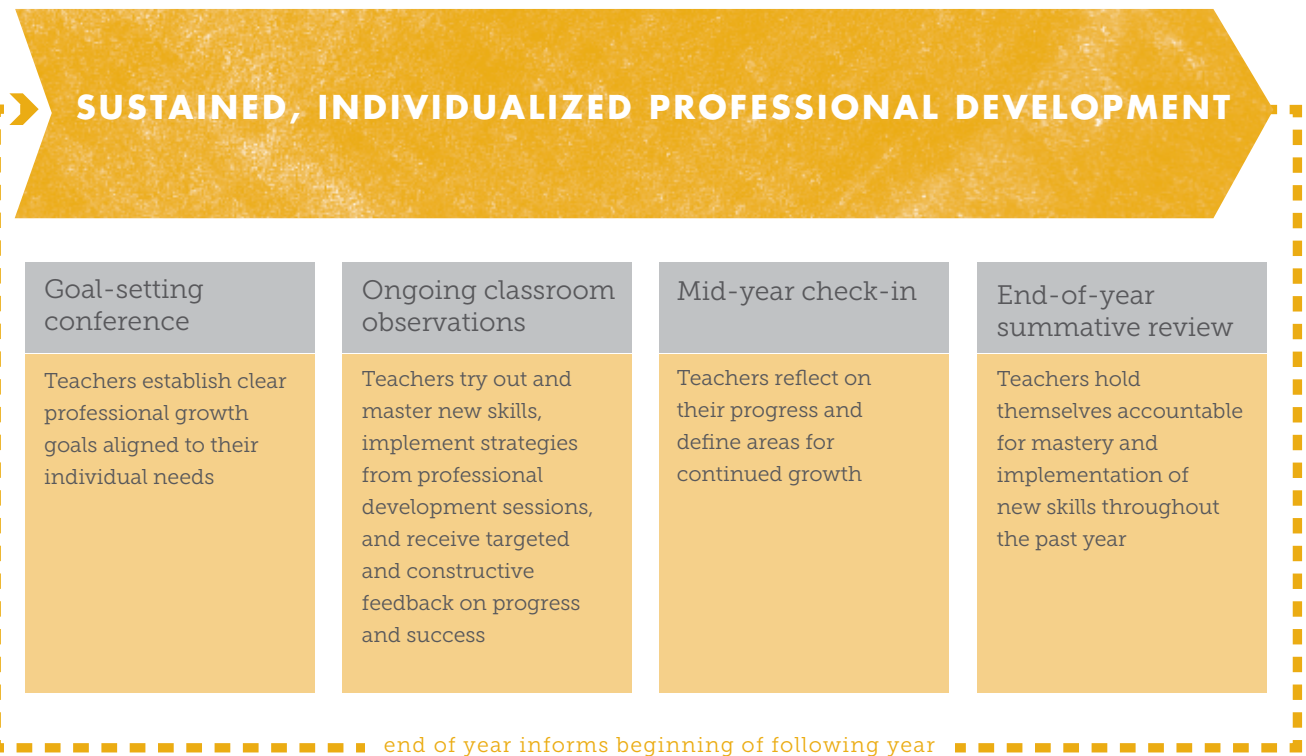 SUSTAINED, INDIVIDUALIZED PROFESSIONAL DEVELOPMENT
Goal-setting
conference
Teachers establish clear
professional growth
goals aligned to their
individual needs
Ongoing classroom
observations
Teachers try out and
master new skills,
implement strategies
from professional
development sessions,
and receive targeted
and constructive
feedback on progress
and success
Mid-year check-in
Teachers reflect on
their progress and
define areas for
continued growth
End-of-year
summative review
Teachers hold
themselves accountable
for mastery and
implementation of
new skills throughout
the past year
end of year informs beginning of following year